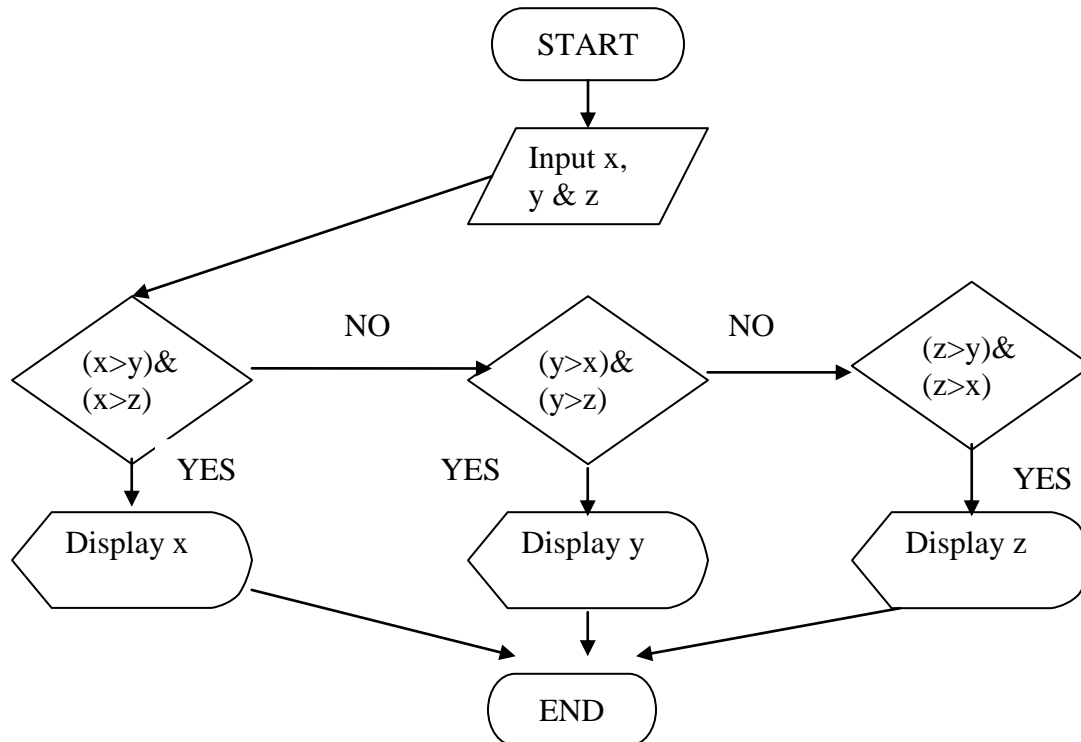 START
Input x,
y & z
NO
NO
(x>y)&
(x>z)
(y>x)&
(y>z)
(z>y)&
(z>x)
YES
YES
YES
Display x
Display y
Display z
END